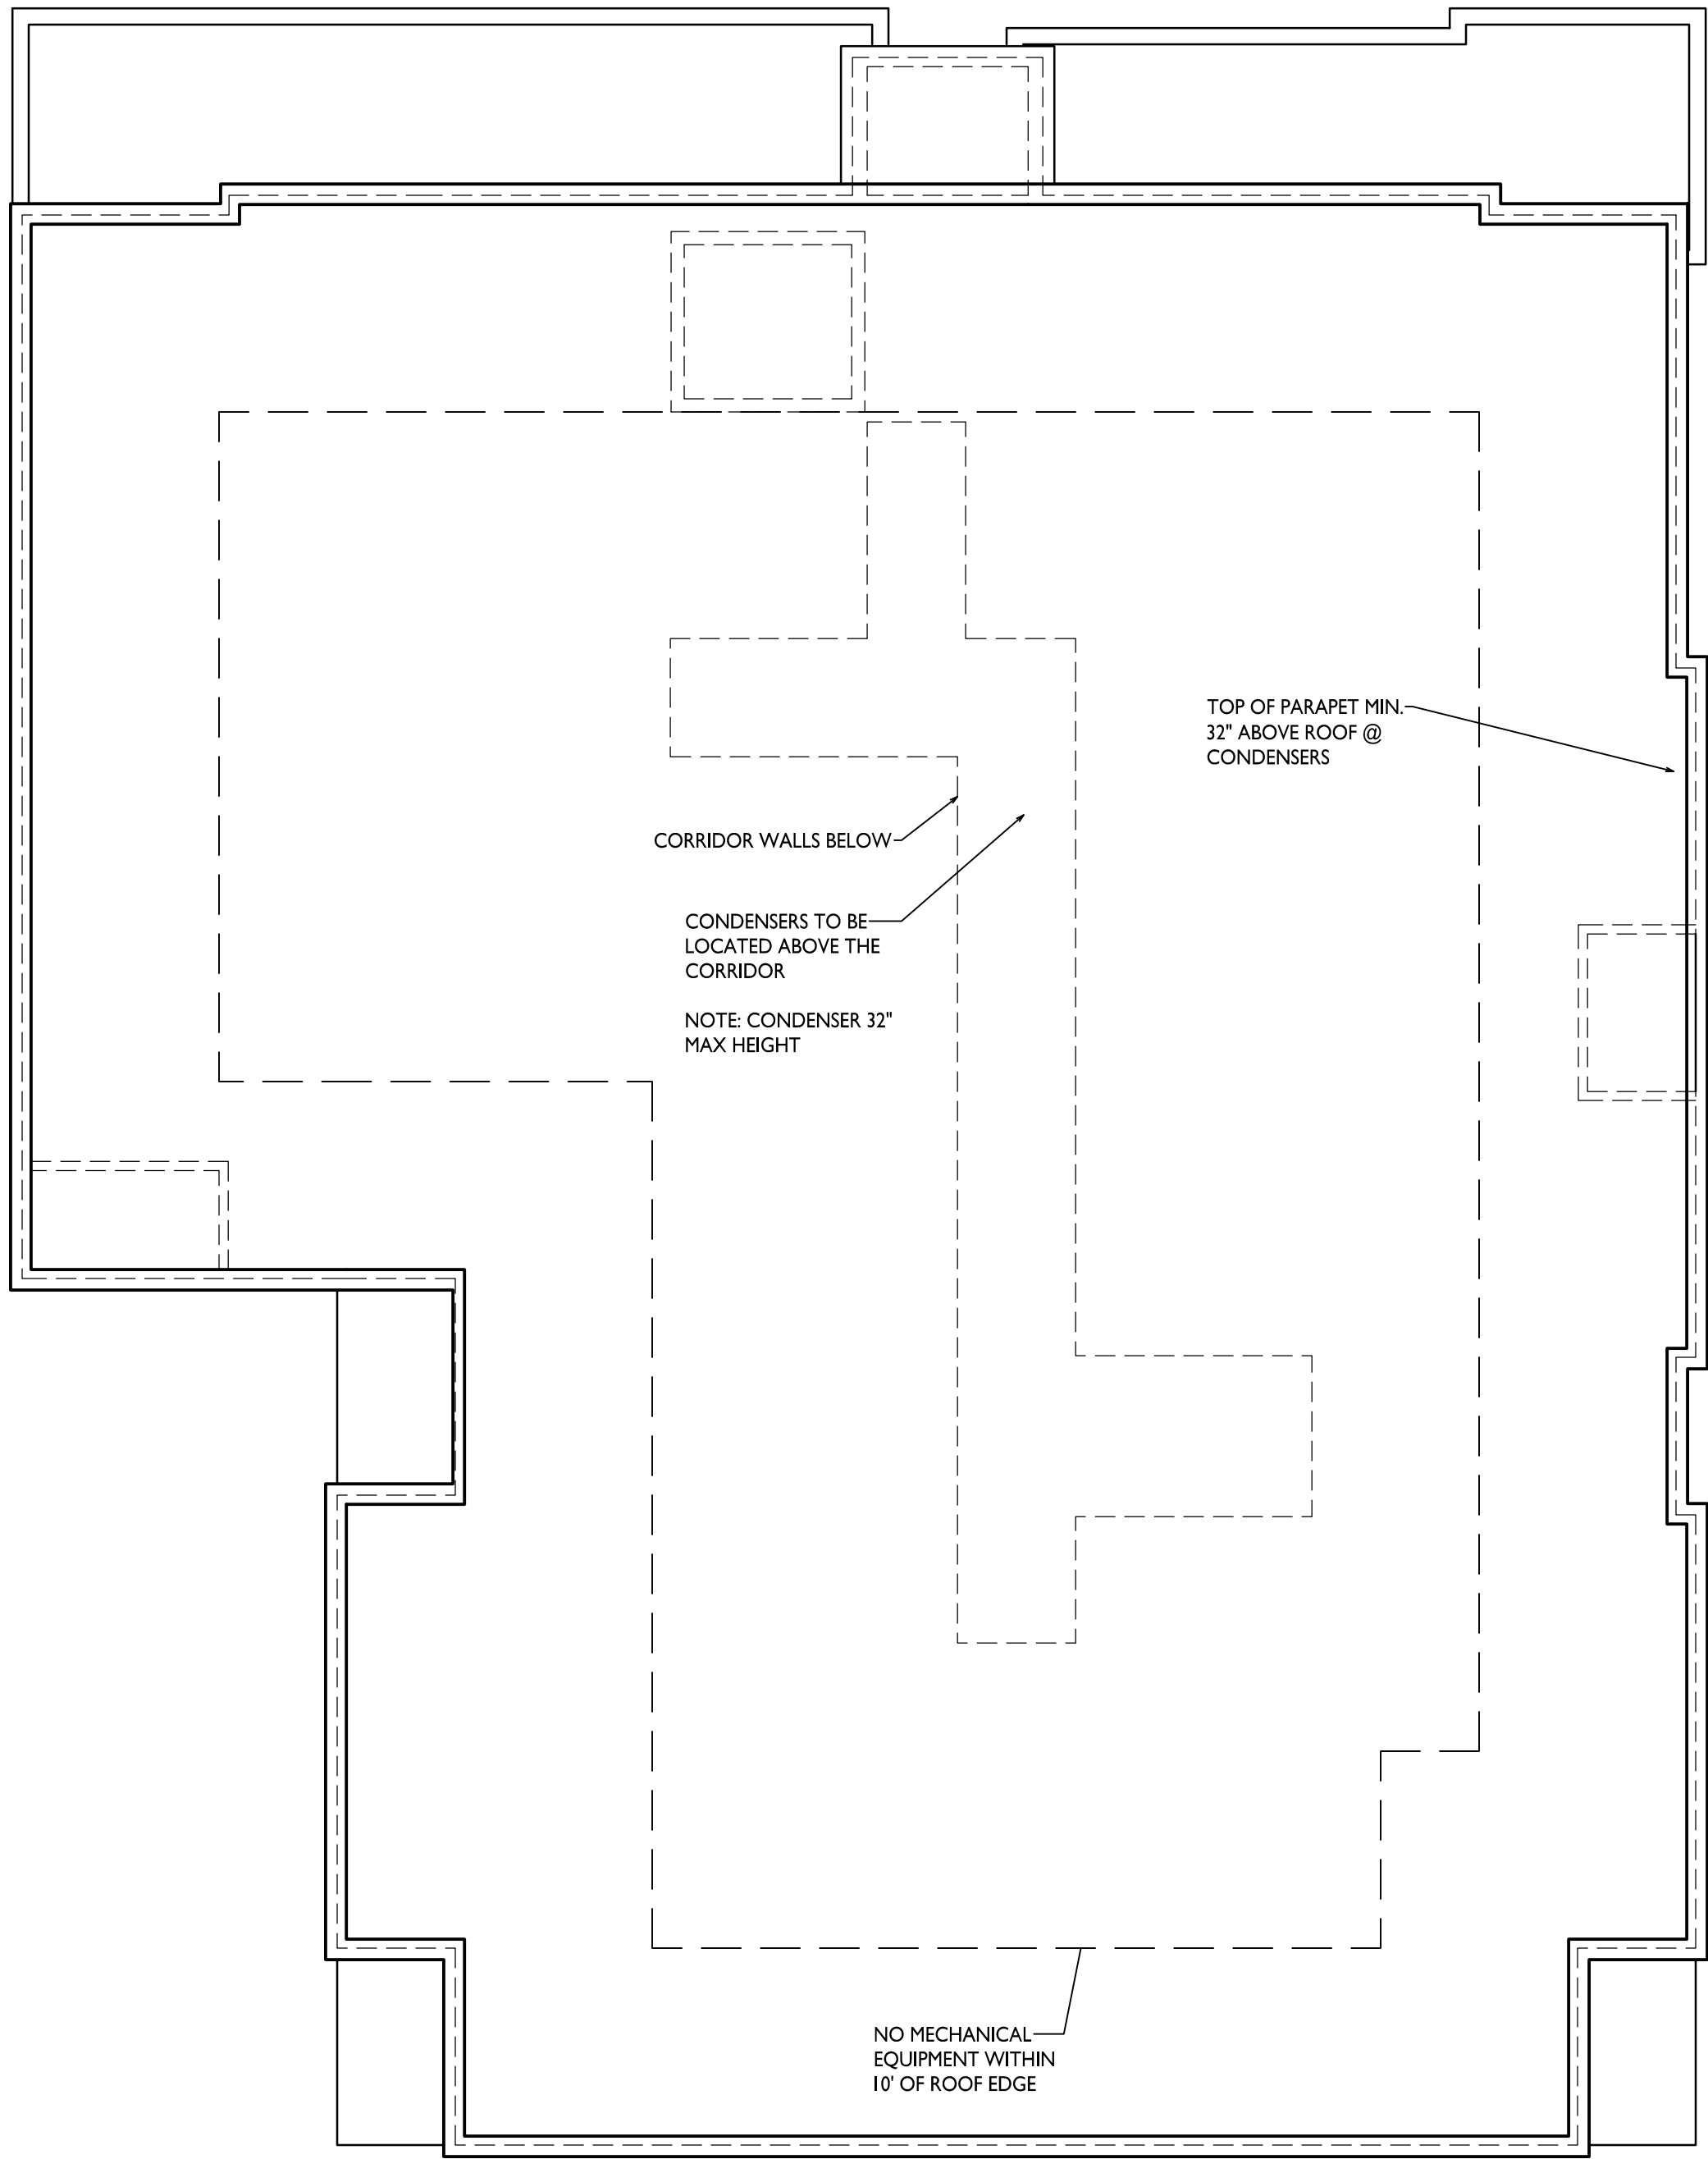 TOP OF PARAPET MIN.
32" ABOVE ROOF @
CONDENSERS
CORRIDOR WALLS BELOW
CONDENSERS TO BE
LOCATED ABOVE THE
CORRIDOR
NOTE: CONDENSER 32"
MAX HEIGHT
NO MECHANICAL
EQUIPMENT WITHIN
10' OF ROOF EDGE